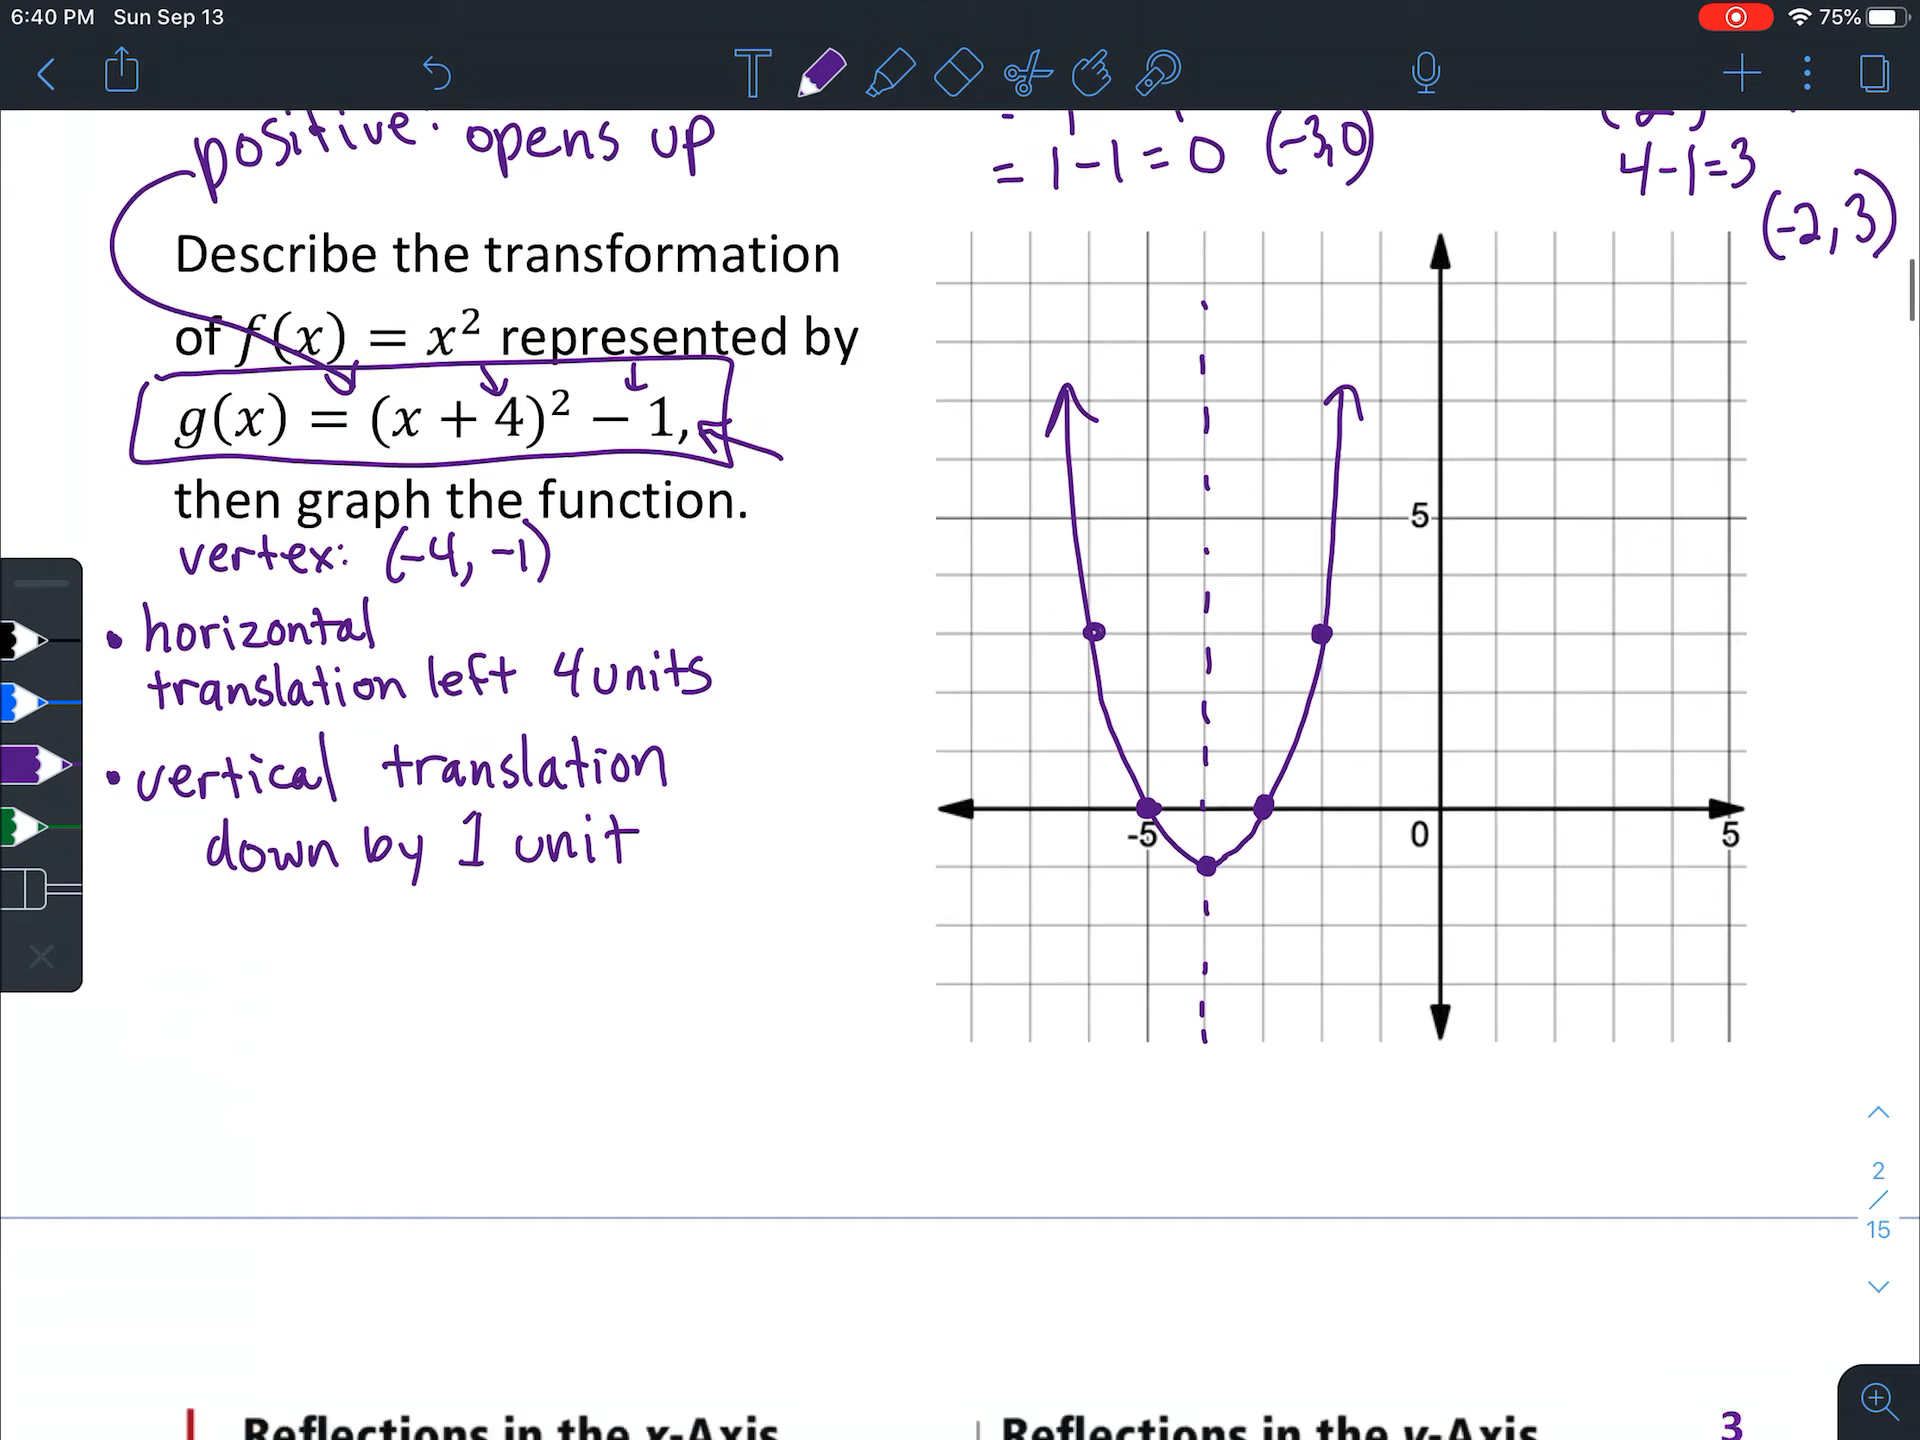 6:40 PM Sun Sep 13
75%
positive: opens up
= 1 - 1 = 0 (-3,0)
4-1=3
(-2,3)
Describe the transformation
of f(x) = x² represented by
g(x) = (x + 4)² − 1,
then graph the function.
vertex: (-4, -1)
• horizontal
translation left 4 units
• vertical translation
down by 1 unit
5
-5
0
5
2
/
15
Reflections in the x-Axis
Reflections in the y-Axis
3